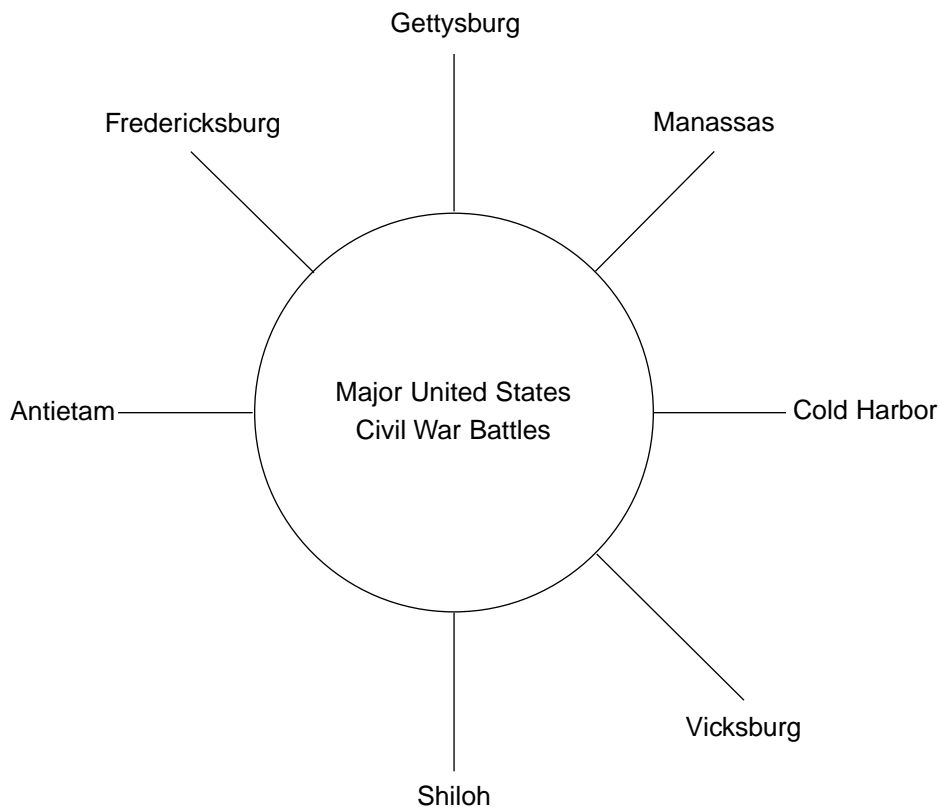 Gettysburg
Fredericksburg
Manassas
Major United States
Civil War Battles
Antietam
Cold Harbor
Vicksburg
Shiloh